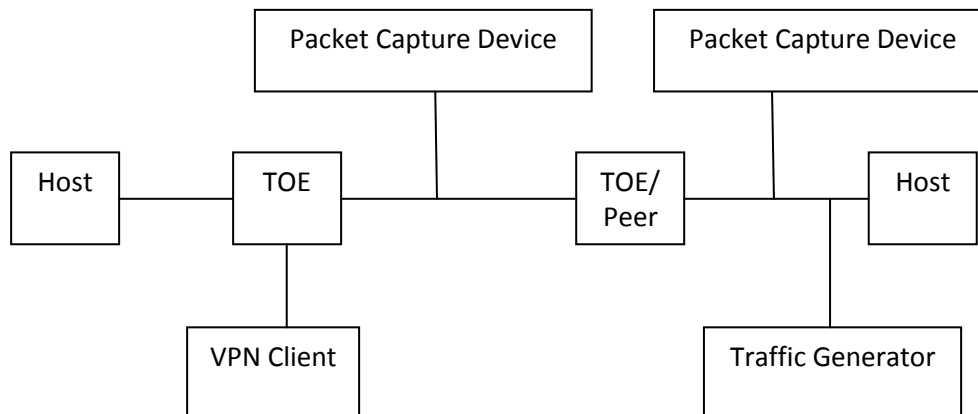 Packet Capture Device
Packet Capture Device
Host
TOE
TOE/
Peer
Host
VPN Client
Traffic Generator